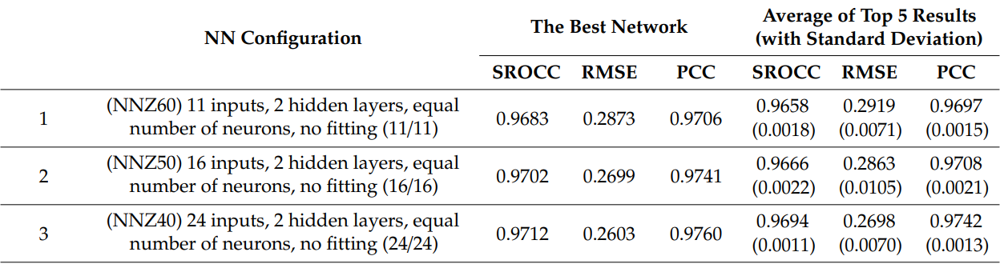 NN Configuration The Best Network Average of Top 5 Results
(with Standard Deviation)
SROCC RMSE PCC SROCC RMSE PCC
1 (NNZ60) 11 inputs, 2 hidden layers, equal
number of neurons, no fitting (11/11) 0.9683 0.2873 0.9706 0.9658 0.2919 0.9697
(0.0018) (0.0071) (0.0015)
2 (NNZ50) 16 inputs, 2 hidden layers, equal
number of neurons, no fitting (16/16) 0.9702 0.2699 0.9741 0.9666 0.2863 0.9708
(0.0022) (0.0105) (0.0021)
3 (NNZ40) 24 inputs, 2 hidden layers, equal
number of neurons, no fitting (24/24) 0.9712 0.2603 0.9760 0.9694 0.2698 0.9742
(0.0011) (0.0070) (0.0013)